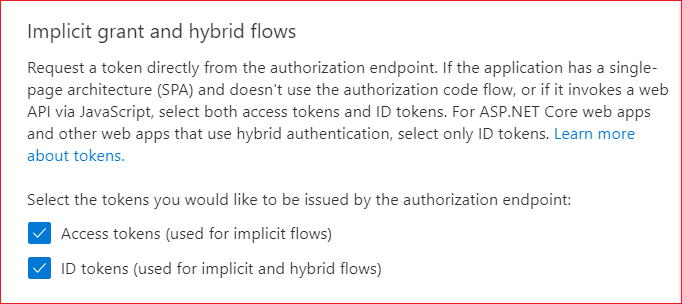 Implicit grant and hybrid flows
Request a token directly from the authorization endpoint. If the application has a single-
page architecture (SPA) and doesn't use the authorization code flow, or if it invokes a web
API via JavaScript, select both access tokens and ID tokens. For ASP.NET Core web apps
and other web apps that use hybrid authentication, select only ID tokens. Learn more
about tokens.
Select the tokens you would like to be issued by the authorization endpoint:
Access tokens (used for implicit flows)
ID tokens (used for implicit and hybrid flows)